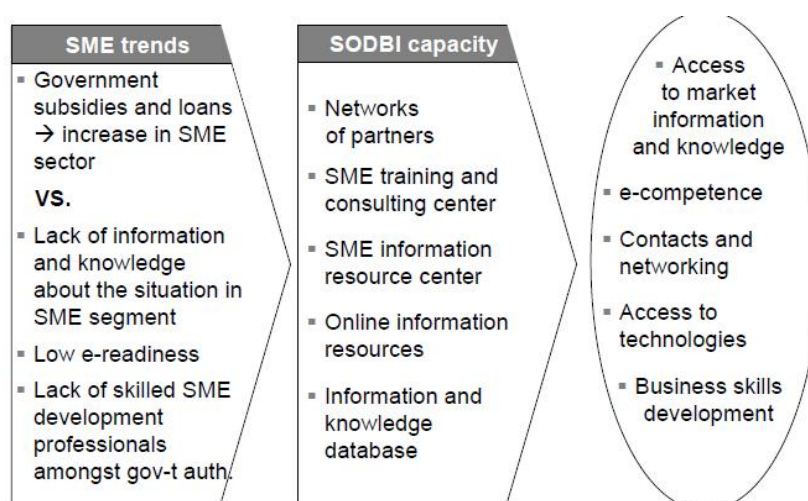 SME trends
▪ Government
subsidies and loans
→ increase in SME
sector
VS.
▪ Lack of information
and knowledge
about the situation in
SME segment
▪ Low e-readiness
▪ Lack of skilled SME
development
professionals
amongst gov-t auth.
SODBI capacity
▪ Networks
of partners
▪ SME training and
consulting center
▪ SME information
resource center
▪ Online information
resources
▪ Information and
knowledge
database
▪ Access
to market
information
and knowledge
▪ e-competence
▪ Contacts and
networking
▪ Access to
technologies
▪ Business skills
development